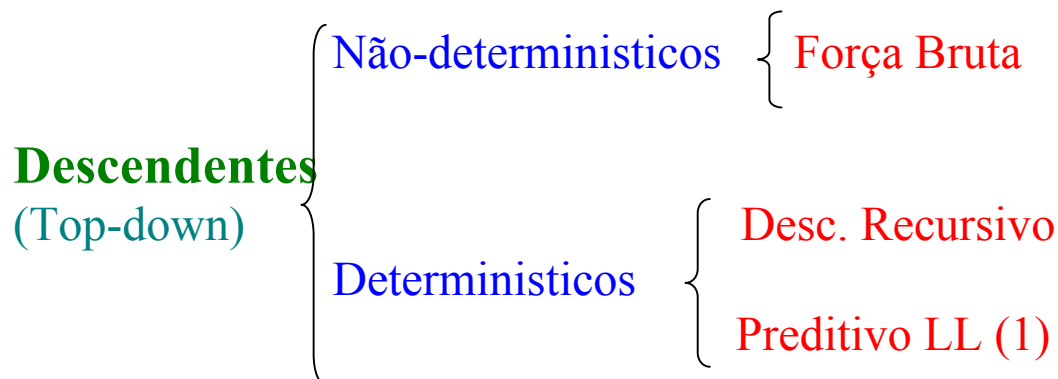 Não-deterministicos
Força Bruta
Descendentes
(Top-down)
Deterministicos
Desc. Recursivo
Preditivo LL (1)